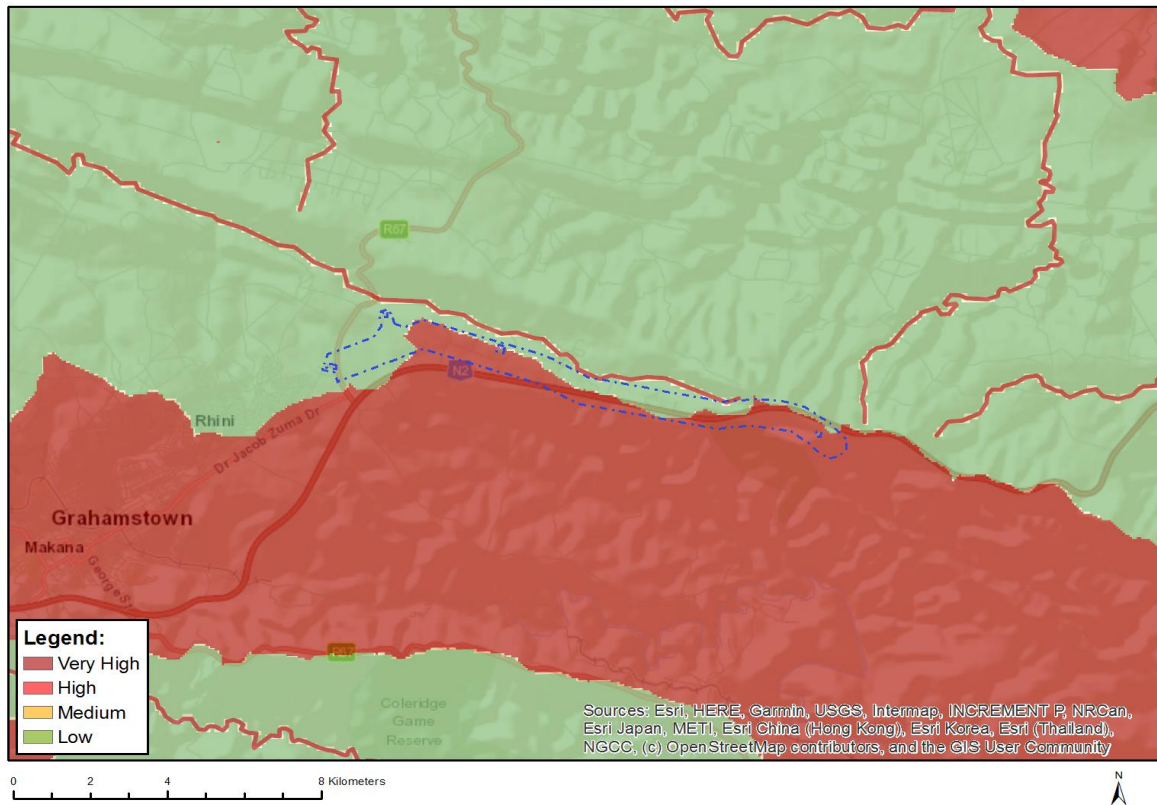 R67
N2
Rhini
Dr Jacob Zuma Dr
Grahamstown
Makana
George St
Legend:
Very High
High
Medium
Low
Coleridge
Game
Reserve
Sources: Esri, HERE, Garmin, USGS, Intermap, INCREMENT P, NRCan,
Esri Japan, METI, Esri China (Hong Kong), Esri Korea, Esri (Thailand),
NGCC, (c) OpenStreetMap contributors, and the GIS User Community
0 2 4 8 Kilometers
N